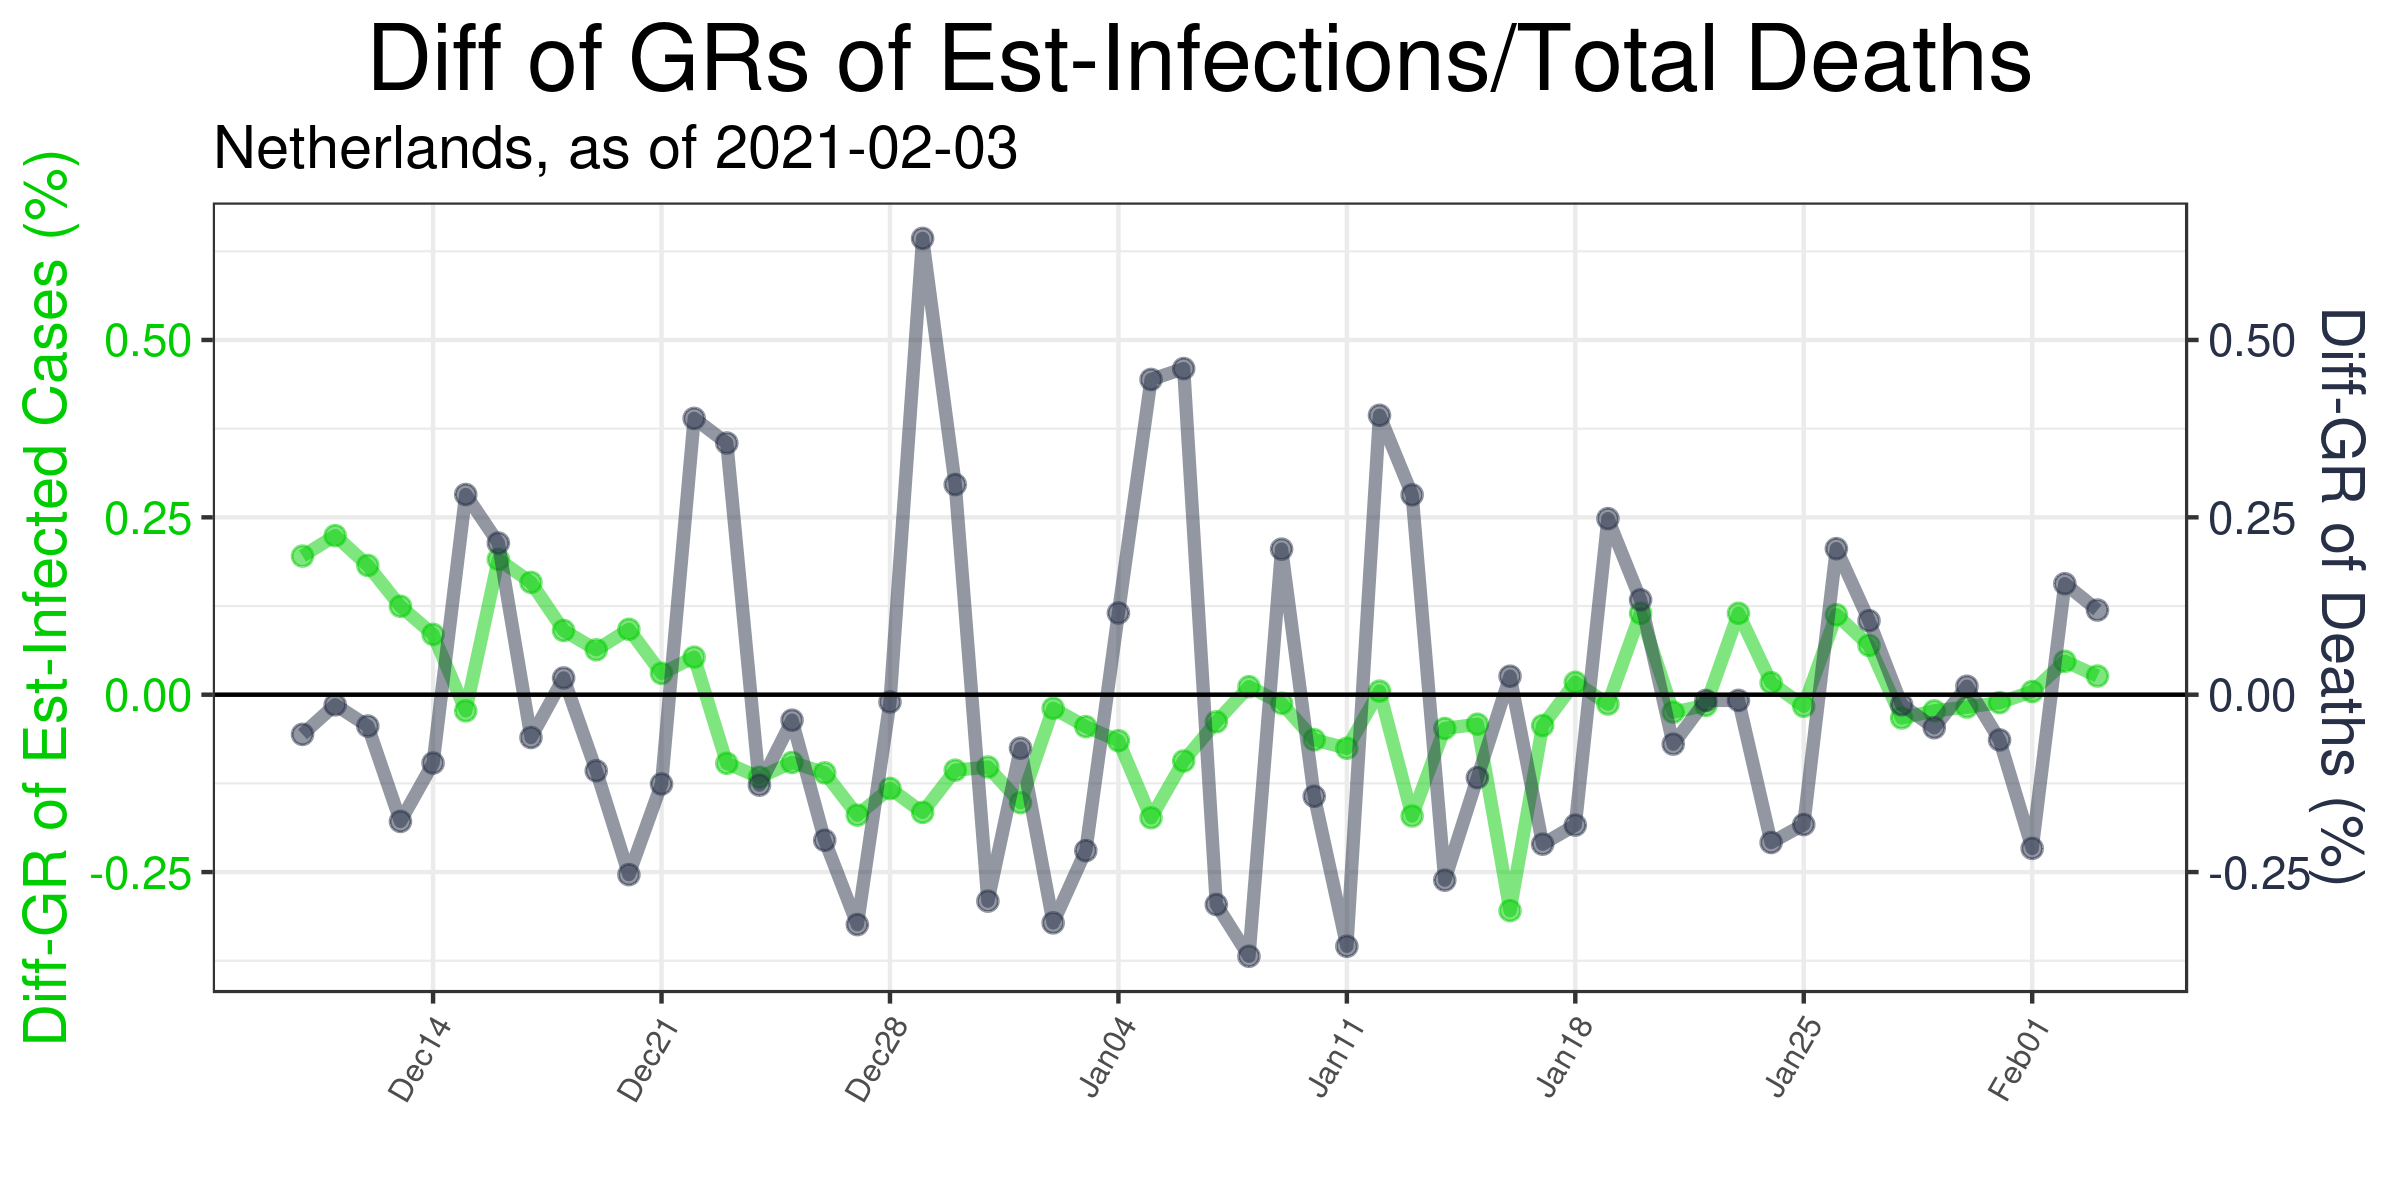 Diff of GRs of Est-Infections/Total Deaths
Netherlands, as of 2021-02-03
Diff-GR of Est-Infected Cases (%)
0.50
0.25
0.00
-0.25
0.50
0.25
0.00
-0.25
Diff-GR of Deaths (%)
Dec14
Dec21
Dec28
Jan04
Jan11
Jan18
Jan25
Feb01